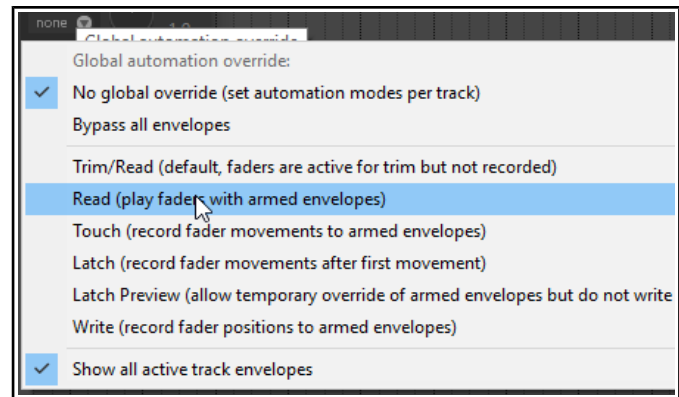 none
1.0
Global automation override
Global automation override:
No global override (set automation modes per track)
Bypass all envelopes
Trim/Read (default, faders are active for trim but not recorded)
Read (play faders with armed envelopes)
Touch (record fader movements to armed envelopes)
Latch (record fader movements after first movement)
Latch Preview (allow temporary override of armed envelopes but do not write
Write (record fader positions to armed envelopes)
Show all active track envelopes